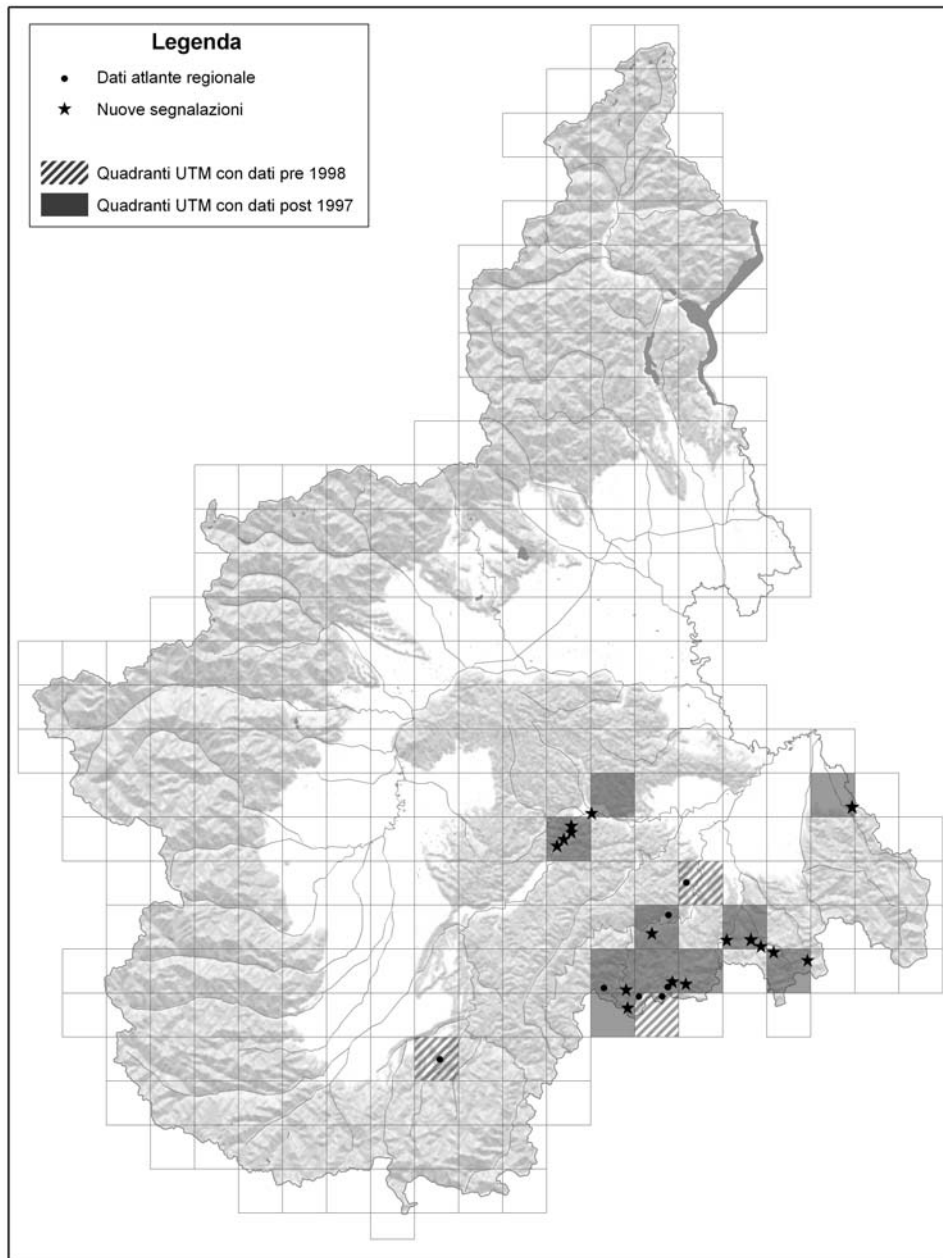 Legenda
Dati atlante regionale
Nuove segnalazioni
Quadranti UTM con dati pre 1998
Quadranti UTM con dati post 1997